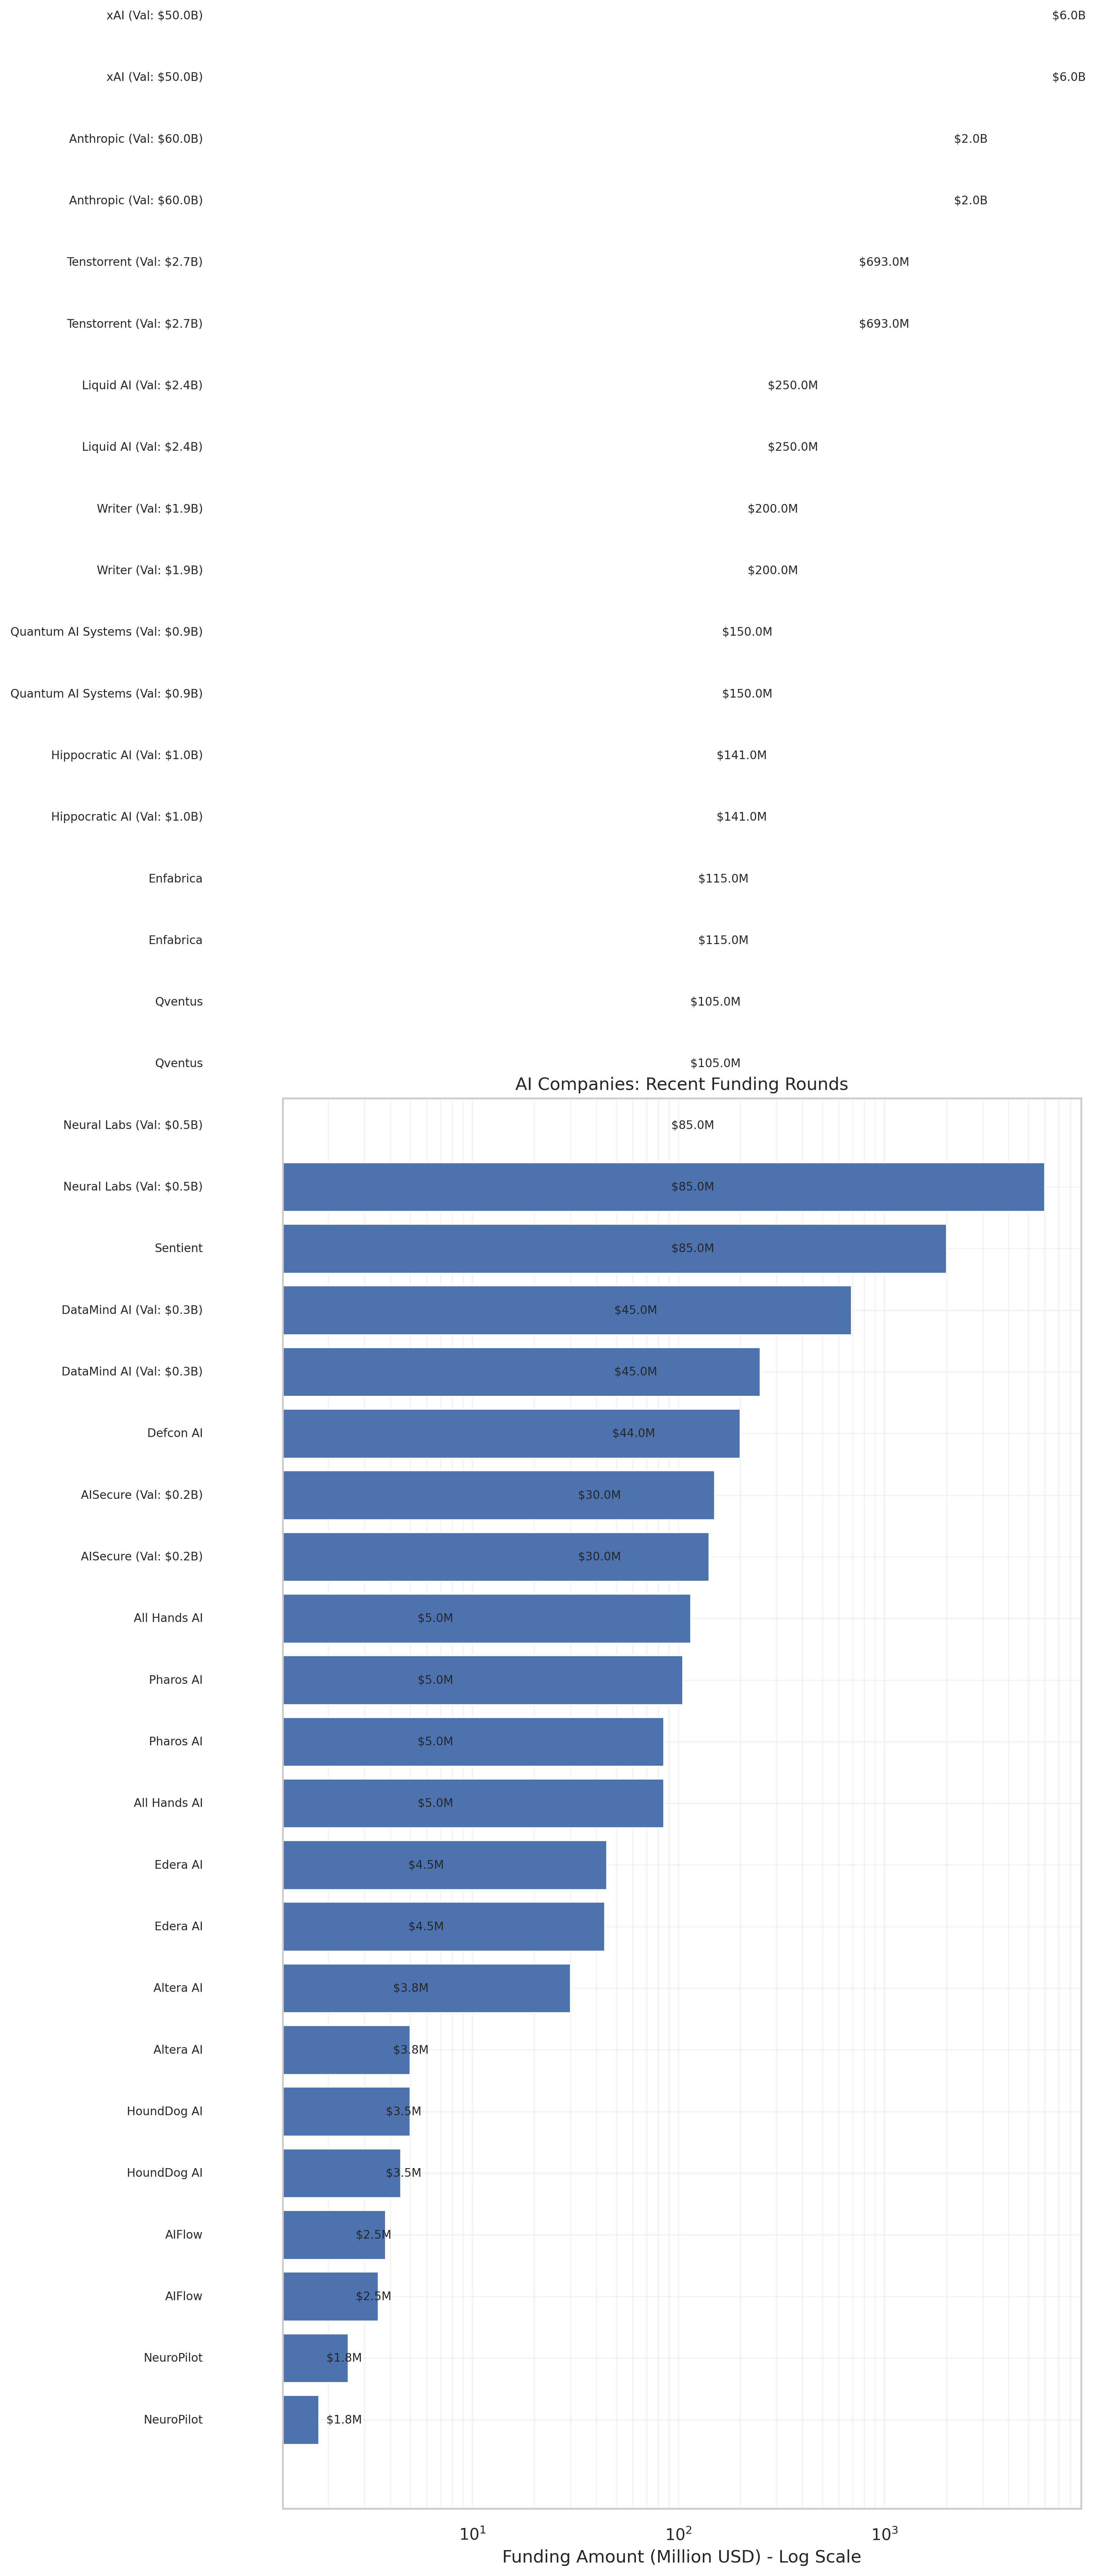 xAI (Val: $50.0B) $6.0B
xAI (Val: $50.0B) $6.0B
Anthropic (Val: $60.0B) $2.0B
Anthropic (Val: $60.0B) $2.0B
Tenstorrent (Val: $2.7B) $693.0M
Tenstorrent (Val: $2.7B) $693.0M
Liquid AI (Val: $2.4B) $250.0M
Liquid AI (Val: $2.4B) $250.0M
Writer (Val: $1.9B) $200.0M
Writer (Val: $1.9B) $200.0M
Quantum AI Systems (Val: $0.9B) $150.0M
Quantum AI Systems (Val: $0.9B) $150.0M
Hippocratic AI (Val: $1.0B) $141.0M
Hippocratic AI (Val: $1.0B) $141.0M
Enfabrica $115.0M
Enfabrica $115.0M
Qventus $105.0M
Qventus $105.0M
AI Companies: Recent Funding Rounds
Neural Labs (Val: $0.5B) $85.0M
Neural Labs (Val: $0.5B) $85.0M
Sentient $85.0M
DataMind AI (Val: $0.3B) $45.0M
DataMind AI (Val: $0.3B) $45.0M
Defcon AI $44.0M
AISecure (Val: $0.2B) $30.0M
AISecure (Val: $0.2B) $30.0M
All Hands AI $5.0M
Pharos AI $5.0M
Pharos AI $5.0M
All Hands AI $5.0M
Edera AI $4.5M
Edera AI $4.5M
Altera AI $3.8M
Altera AI $3.8M
HoundDog AI $3.5M
HoundDog AI $3.5M
AIFlow $2.5M
AIFlow $2.5M
NeuroPilot $1.8M
NeuroPilot $1.8M
10¹ 10² 10³
Funding Amount (Million USD) - Log Scale